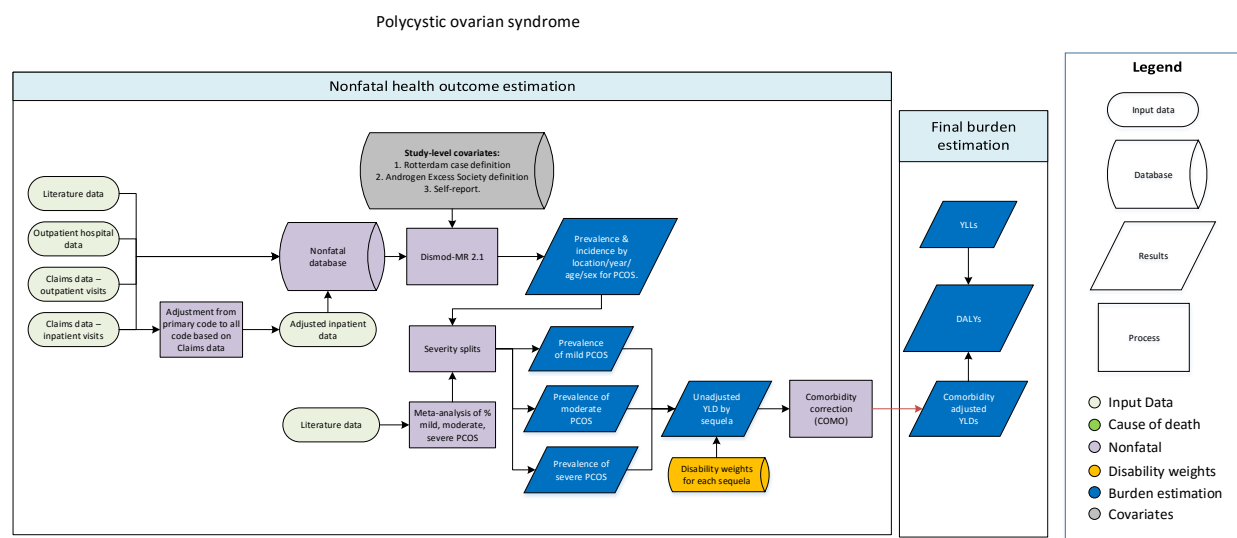 Polycystic ovarian syndrome
Nonfatal health outcome estimation
Literature data
Outpatient hospital
data
Claims data –
outpatient visits
Claims data –
inpatient visits
Adjustment from
primary code to all
code based on
Claims data
Adjusted inpatient
data
Nonfatal
database
Study-level covariates:
1. Rotterdam case definition
2. Androgen Excess Society definition
3. Self-report.
Dismod-MR 2.1
Prevalence &
incidence by
location/year/
age/sex for PCOS.
Severity splits
Literature data
Meta-analysis of %
mild, moderate,
severe PCOS
Prevalence
of mild PCOS
Prevalence of
moderate
PCOS
Prevalence of
severe PCOS
Unadjusted
YLD by
sequela
Disability weights
for each sequela
Comorbidity
correction
(COMO)
Final burden
estimation
YLLs
DALYs
Comorbidity
adjusted
YLDs
Legend
Input data
Database
Results
Process
Input Data
Cause of death
Nonfatal
Disability weights
Burden estimation
Covariates